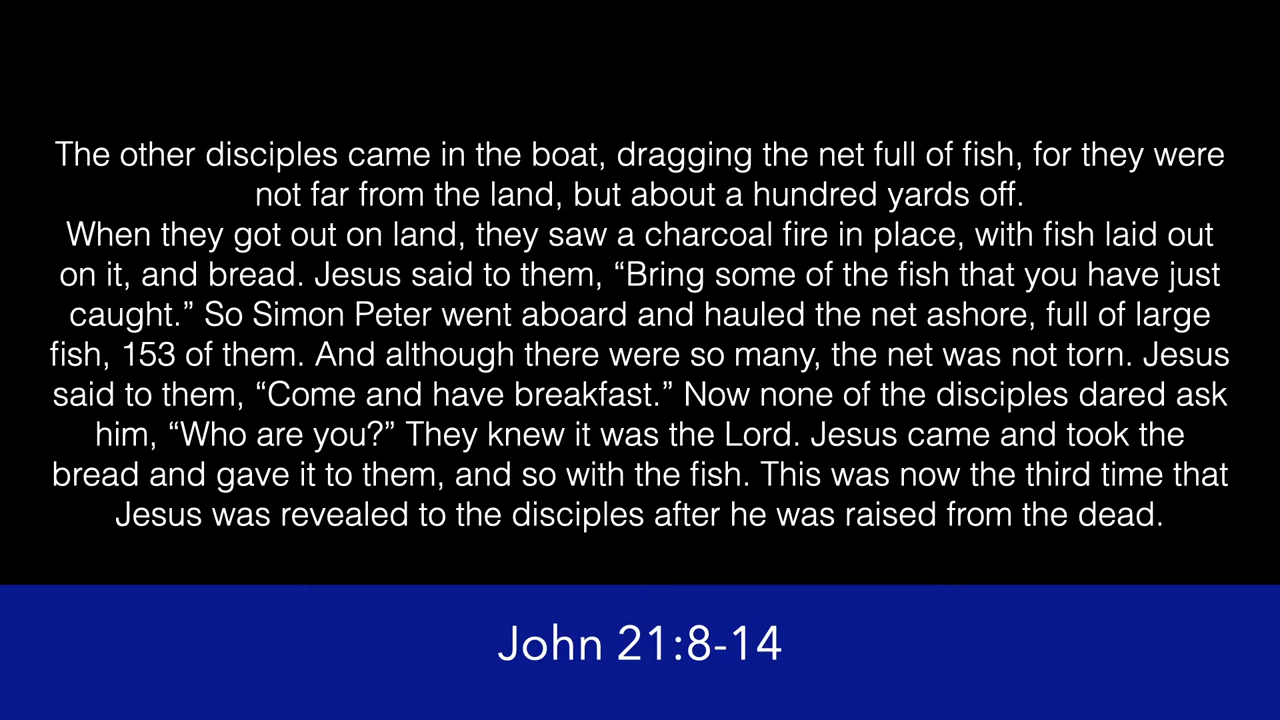 The other disciples came in the boat, dragging the net full of fish, for they were
not far from the land, but about a hundred yards off.
When they got out on land, they saw a charcoal fire in place, with fish laid out
on it, and bread. Jesus said to them, “Bring some of the fish that you have just
caught.” So Simon Peter went aboard and hauled the net ashore, full of large
fish, 153 of them. And although there were so many, the net was not torn. Jesus
said to them, “Come and have breakfast.” Now none of the disciples dared ask
him, “Who are you?” They knew it was the Lord. Jesus came and took the
bread and gave it to them, and so with the fish. This was now the third time that
Jesus was revealed to the disciples after he was raised from the dead.
John 21:8-14